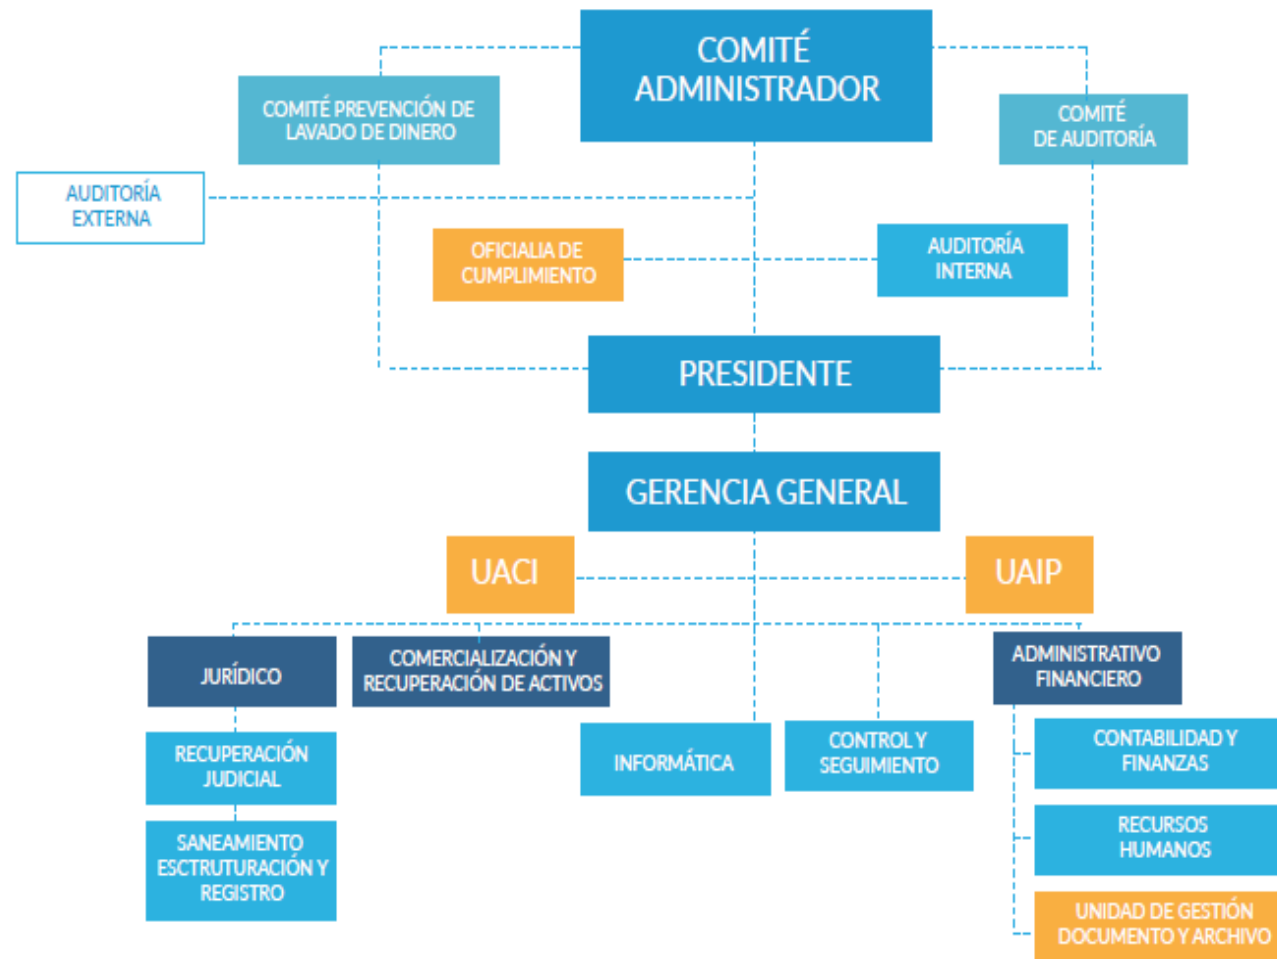 COMITÉ
ADMINISTRADOR
COMITÉ PREVENCIÓN DE
LAVADO DE DINERO
COMITÉ
DE AUDITORÍA
AUDITORÍA
EXTERNA
OFICIALIA DE
CUMPLIMIENTO
AUDITORÍA
INTERNA
PRESIDENTE
GERENCIA GENERAL
UACI
UAIP
JURÍDICO
COMERCIALIZACIÓN Y
RECUPERACIÓN DE ACTIVOS
ADMINISTRATIVO
FINANCIERO
RECUPERACIÓN
JUDICIAL
INFORMÁTICA
CONTROL Y
SEGUIMIENTO
CONTABILIDAD Y
FINANZAS
SANEAMIENTO
ESCTRUTURACIÓN Y
REGISTRO
RECURSOS
HUMANOS
UNIDAD DE GESTIÓN
DOCUMENTO Y ARCHIVO